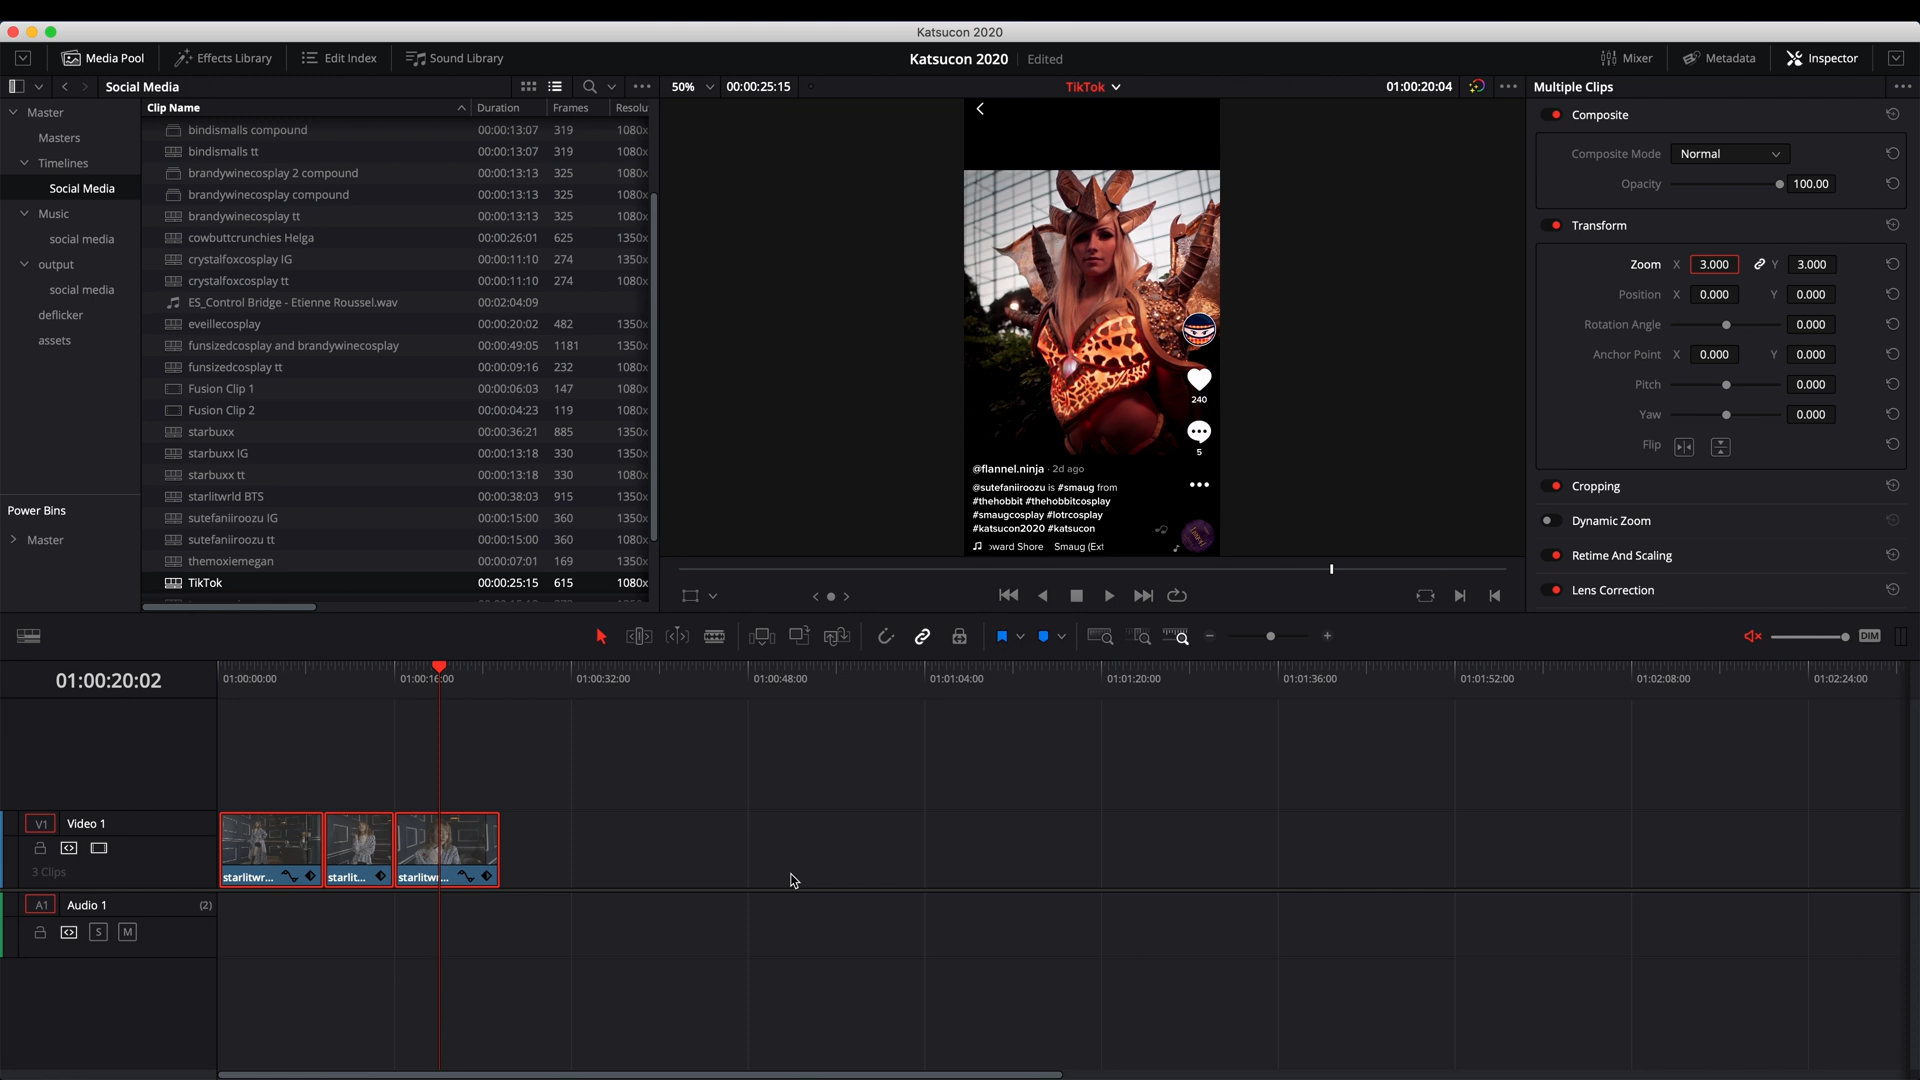 Katsucon 2020
Media Pool
Effects Library
Edit Index
Sound Library
Katsucon 2020
Edited
Mixer
Metadata
Inspector
Social Media
50%
00:00:25:15
TikTok
01:00:20:04
Multiple Clips
Master
Masters
Timelines
Social Media
Music
social media
output
social media
deflicker
assets
Power Bins
Master
Clip Name Duration Frames Resolu
bindismalls compound 00:00:13:07 319 1080x
bindismalls tt 00:00:13:07 319 1080x
brandywinecosplay 2 compound 00:00:13:13 325 1080x
brandywinecosplay compound 00:00:13:13 325 1080x
brandywinecosplay tt 00:00:13:13 325 1080x
cowbuttcrunchies Helga 00:00:26:01 625 1350x
crystalfoxcosplay IG 00:00:11:10 274 1350x
crystalfoxcosplay tt 00:00:11:10 274 1080x
ES_Control Bridge - Etienne Roussel.wav 00:02:04:09
eveillecosplay 00:00:20:02 482 1350x
funsizedcosplay and brandywinecosplay 00:00:49:05 1181 1350x
funsizedcosplay tt 00:00:09:16 232 1080x
Fusion Clip 1 00:00:06:03 147 1080x
Fusion Clip 2 00:00:04:23 119 1080x
starbuxx 00:00:36:21 885 1350x
starbuxx IG 00:00:13:18 330 1350x
starbuxx tt 00:00:13:18 330 1080x
starlitwrld BTS 00:00:38:03 915 1350x
sutefaniiroozu IG 00:00:15:00 360 1350x
sutefaniiroozu tt 00:00:15:00 360 1080x
themoxiemegan 00:00:07:01 169 1350x
TikTok 00:00:25:15 615 1080x
240
5
@flannel.ninja · 2d ago
@sutefaniiroozu is #smaug from
#thehobbit #thehobbitcosplay
#smaugcosplay #lotrcosplay
#katsucon2020 #katsucon
oward Shore Smaug (Ext
Composite
Composite Mode Normal
Opacity 100.00
Transform
Zoom X 3.000 Y 3.000
Position X 0.000 Y 0.000
Rotation Angle 0.000
Anchor Point X 0.000 Y 0.000
Pitch 0.000
Yaw 0.000
Flip
Cropping
Dynamic Zoom
Retime And Scaling
Lens Correction
DIM
01:00:20:02
01:00:00:00 01:00:16:00 01:00:32:00 01:00:48:00 01:01:04:00 01:01:20:00 01:01:36:00 01:01:52:00 01:02:08:00 01:02:24:00
V1 Video 1
3 Clips
starlitwr... starlit... starlitwr...
A1 Audio 1 (2)
S M